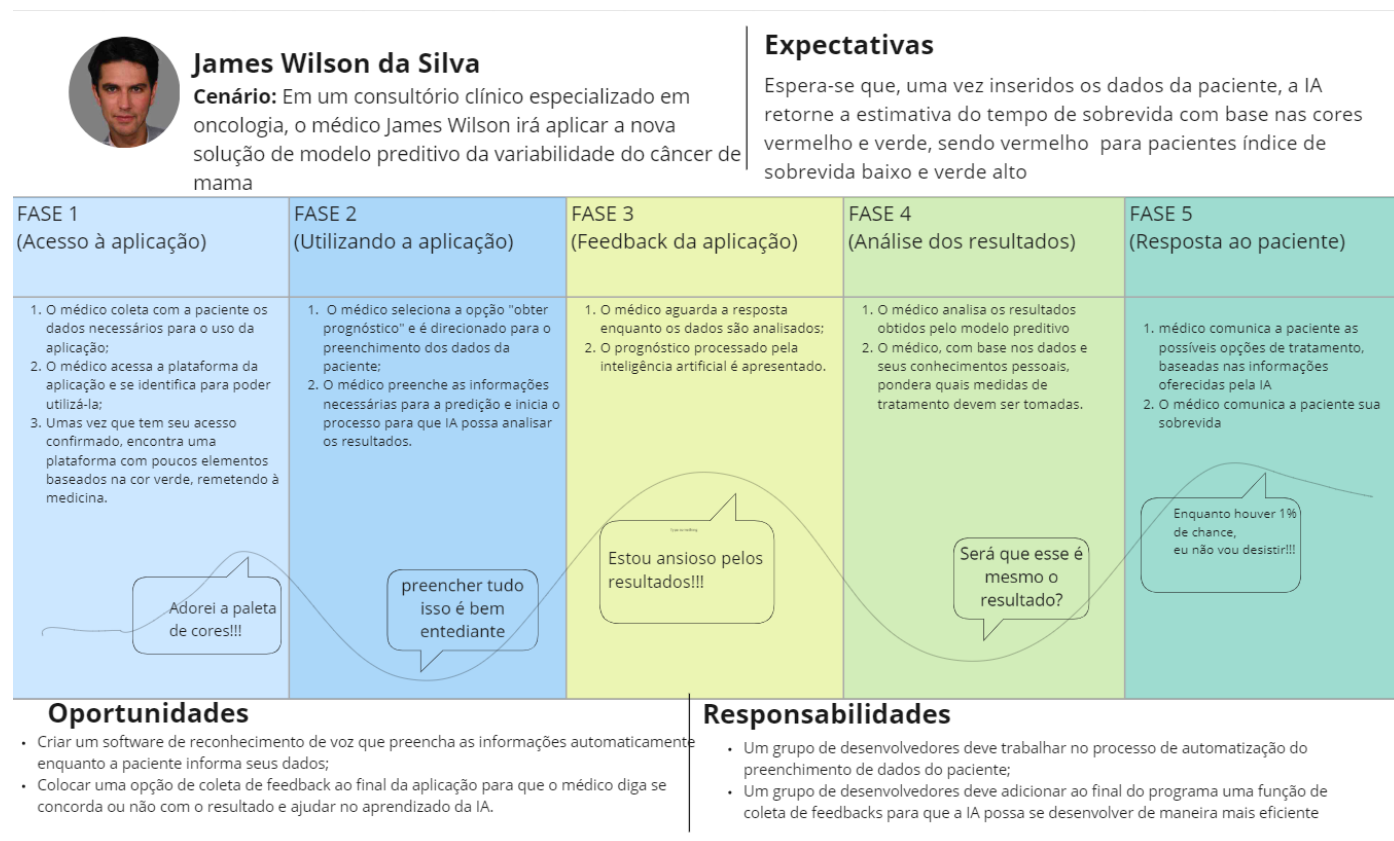 James Wilson da Silva
Cenário: Em um consultório clínico especializado em
oncologia, o médico James Wilson irá aplicar a nova
solução de modelo preditivo da variabilidade do câncer de
mama
Expectativas
Espera-se que, uma vez inseridos os dados da paciente, a IA
retorne a estimativa do tempo de sobrevida com base nas cores
vermelho e verde, sendo vermelho para pacientes índice de
sobrevida baixo e verde alto
FASE 1
(Acesso à aplicação)
1. O médico coleta com a paciente os
dados necessários para o uso da
aplicação;
2. O médico acessa a plataforma da
aplicação e se identifica para poder
utilizá-la;
3. Umas vez que tem seu acesso
confirmado, encontra uma
plataforma com poucos elementos
baseados na cor verde, remetendo à
medicina.
Adorei a paleta
de cores!!!
FASE 2
(Utilizando a aplicação)
1. O médico seleciona a opção "obter
prognóstico" e é direcionado para o
preenchimento dos dados da
paciente;
2. O médico preenche as informações
necessárias para a predição e inicia o
processo para que IA possa analisar
os resultados.
preencher tudo
isso é bem
entediante
FASE 3
(Feedback da aplicação)
1. O médico aguarda a resposta
enquanto os dados são analisados;
2. O prognóstico processado pela
inteligência artificial é apresentado.
Estou ansioso pelos
resultados!!!
FASE 4
(Análise dos resultados)
1. O médico analisa os resultados
obtidos pelo modelo preditivo
2. O médico, com base nos dados e
seus conhecimentos pessoais,
pondera quais medidas de
tratamento devem ser tomadas.
Será que esse é
mesmo o
resultado?
FASE 5
(Resposta ao paciente)
1. médico comunica a paciente as
possíveis opções de tratamento,
baseadas nas informações
oferecidas pela IA
2. O médico comunica a paciente sua
sobrevida
Enquanto houver 1%
de chance,
eu não vou desistir!!!
Oportunidades
• Criar um software de reconhecimento de voz que preencha as informações automaticamente
enquanto a paciente informa seus dados;
• Colocar uma opção de coleta de feedback ao final da aplicação para que o médico diga se
concorda ou não com o resultado e ajudar no aprendizado da IA.
Responsabilidades
• Um grupo de desenvolvedores deve trabalhar no processo de automatização do
preenchimento de dados do paciente;
• Um grupo de desenvolvedores deve adicionar ao final do programa uma função de
coleta de feedbacks para que a IA possa se desenvolver de maneira mais eficiente